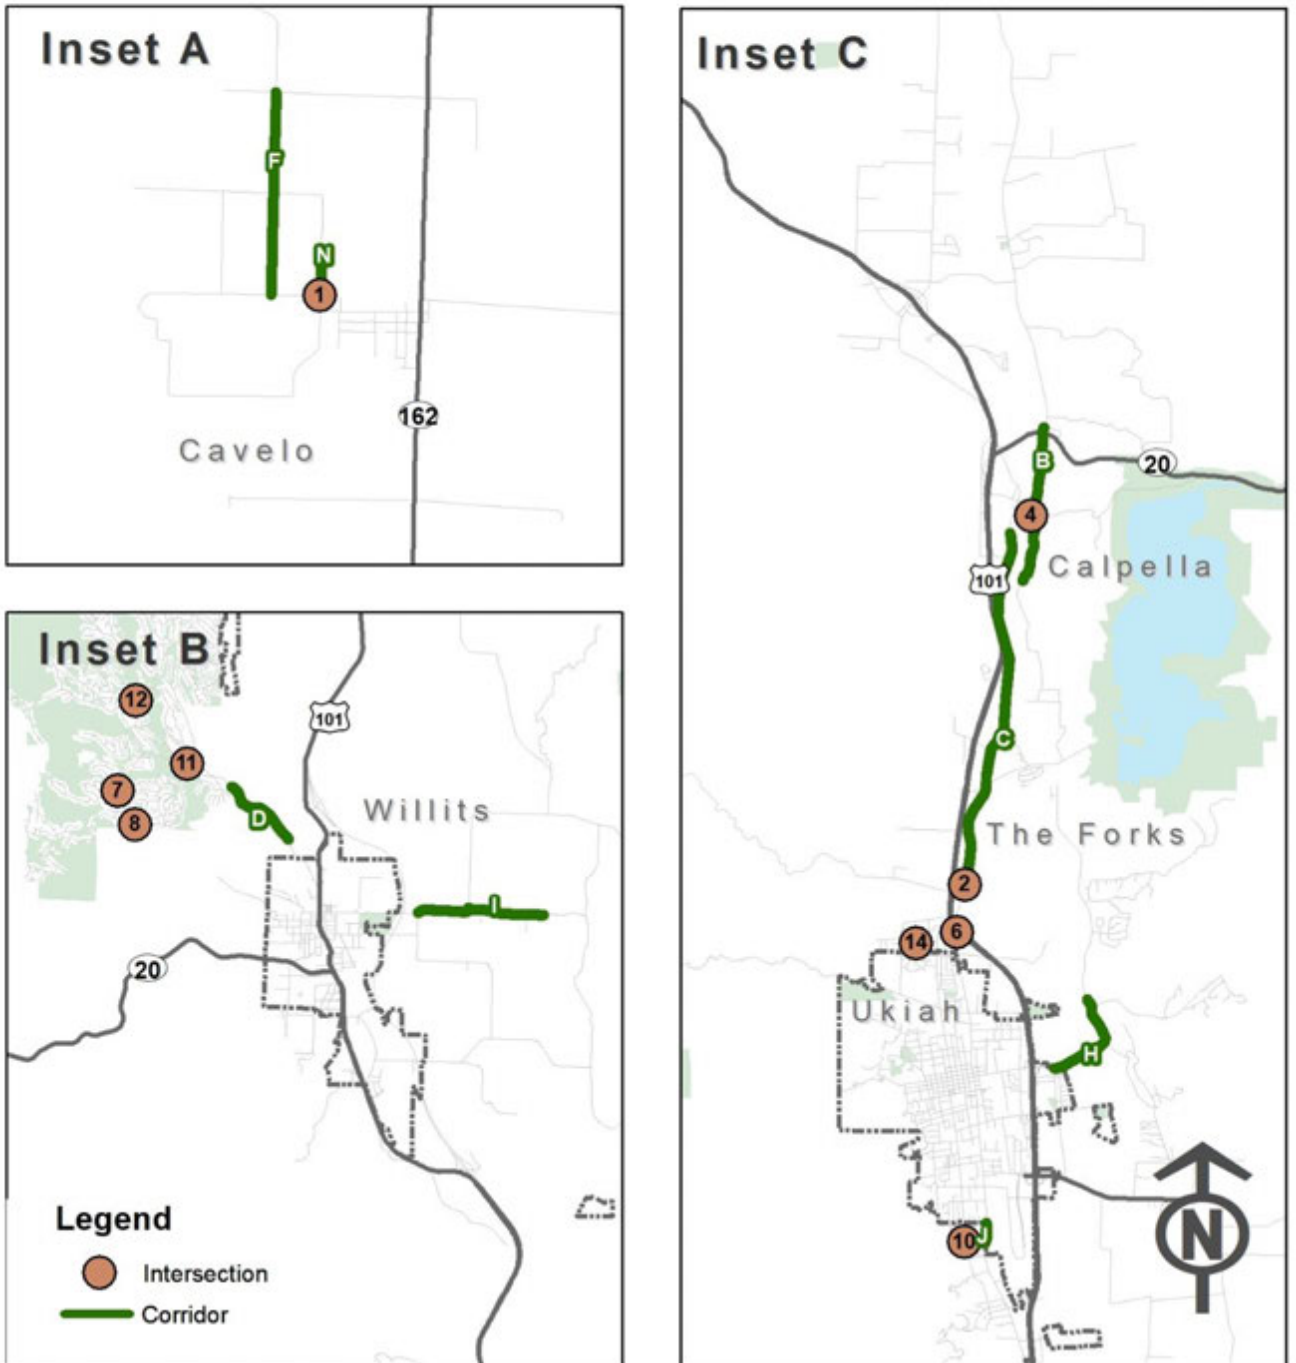 Inset A
F
N
1
162
Cavelo
Inset B
12
101
11
7
8
D
Willits
I
20
Legend
Intersection
Corridor
Inset C
B
20
4
Calpella
101
C
The Forks
2
6
14
Ukiah
H
N
10
J